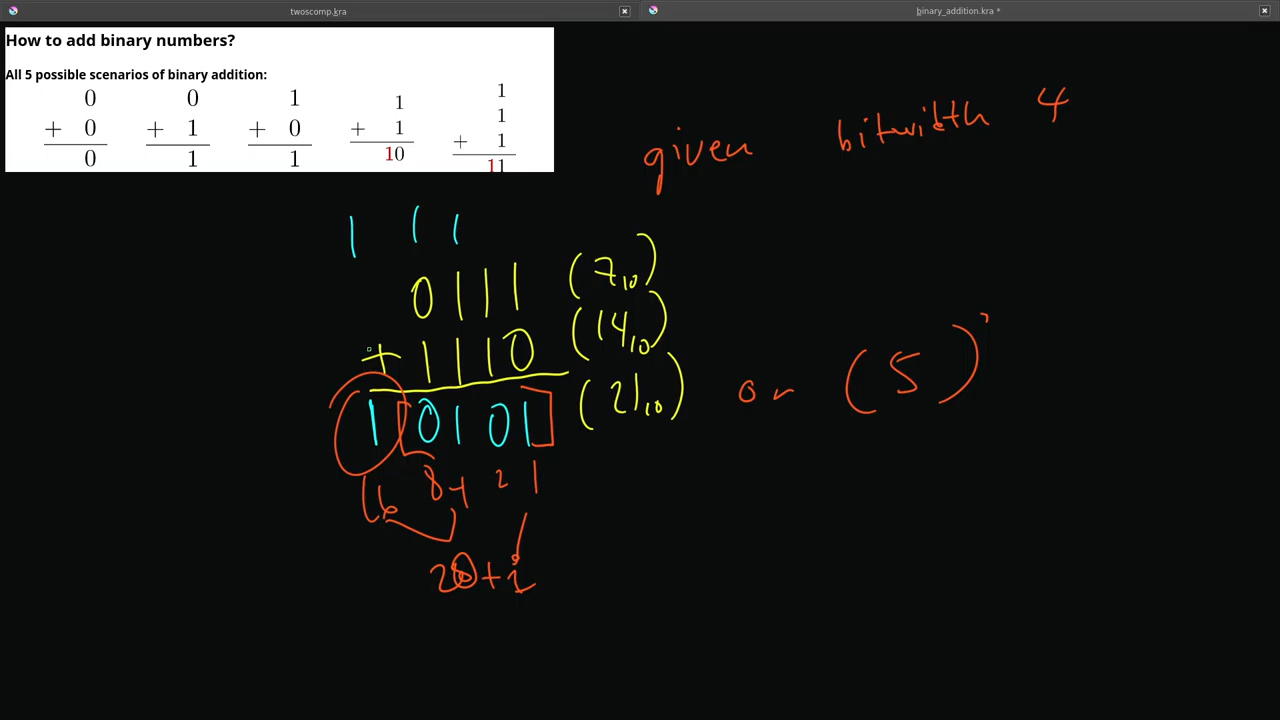 twoscomp.kra
binary_addition.kra *
How to add binary numbers?
All 5 possible scenarios of binary addition:
0 0 1 1 1
+ 0 + 1 + 0 + 1 1
+ 1
0 1 1 10 11
given bitwidth 4
1 1 1
0111 (7₁₀)
+ 1110 (14₁₀)
1 0101 (21₁₀) or (5)
16 8 4 2 1
20 + 1